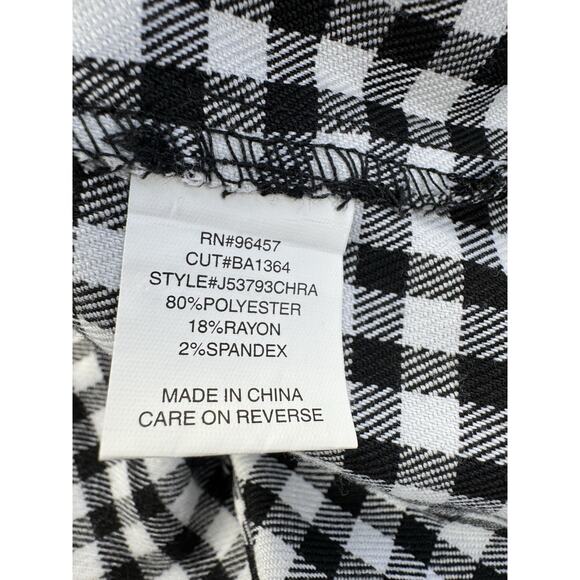 RN#96457
CUT#BA1364
STYLE#J53793CHRA
80%POLYESTER
18%RAYON
2%SPANDEX
MADE IN CHINA
CARE ON REVERSE